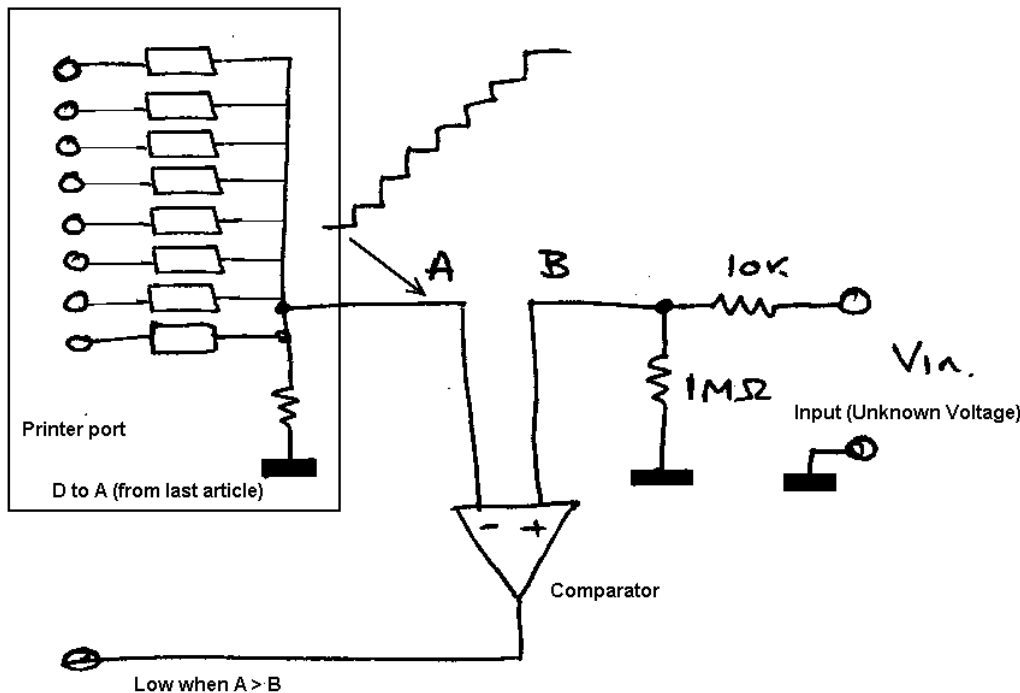 A
B
10K
1MΩ
Vin.
Input (Unknown Voltage)
Printer port
D to A (from last article)
- +
Comparator
Low when A > B